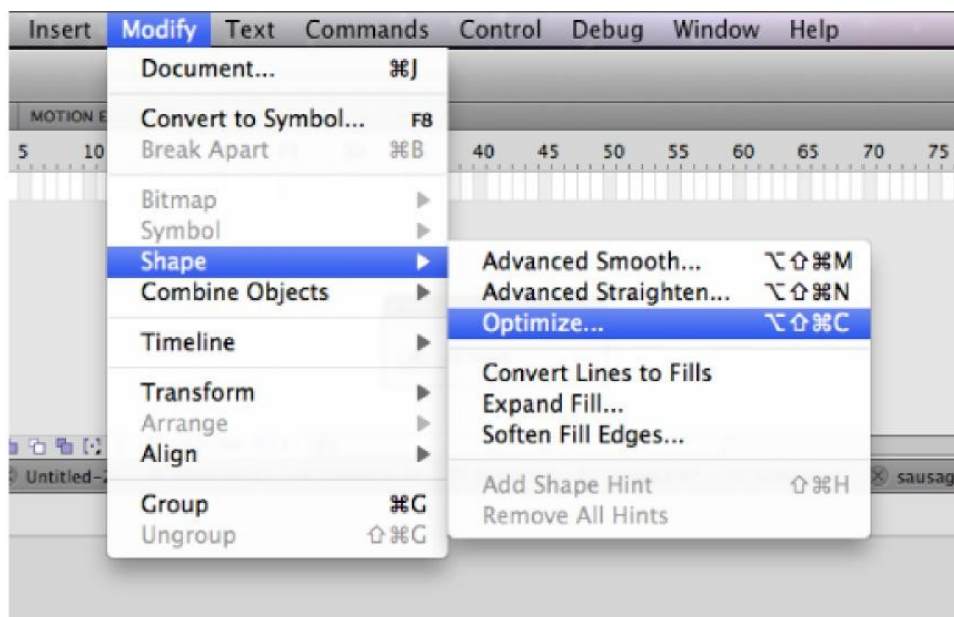 Insert Modify Text Commands Control Debug Window Help
Document... ⌘J
MOTION E
Convert to Symbol... F8
5 10 40 45 50 55 60 65 70 75
Break Apart ⌘B
Bitmap
Symbol
Shape
Combine Objects
Timeline
Transform
Arrange
Align
Group ⌘G
Ungroup ⇧⌘G
Advanced Smooth... ⌥⇧⌘M
Advanced Straighten... ⌥⇧⌘N
Optimize... ⌥⇧⌘C
Convert Lines to Fills
Expand Fill...
Soften Fill Edges...
Add Shape Hint ⇧⌘H
Remove All Hints
Untitled-2 sausag